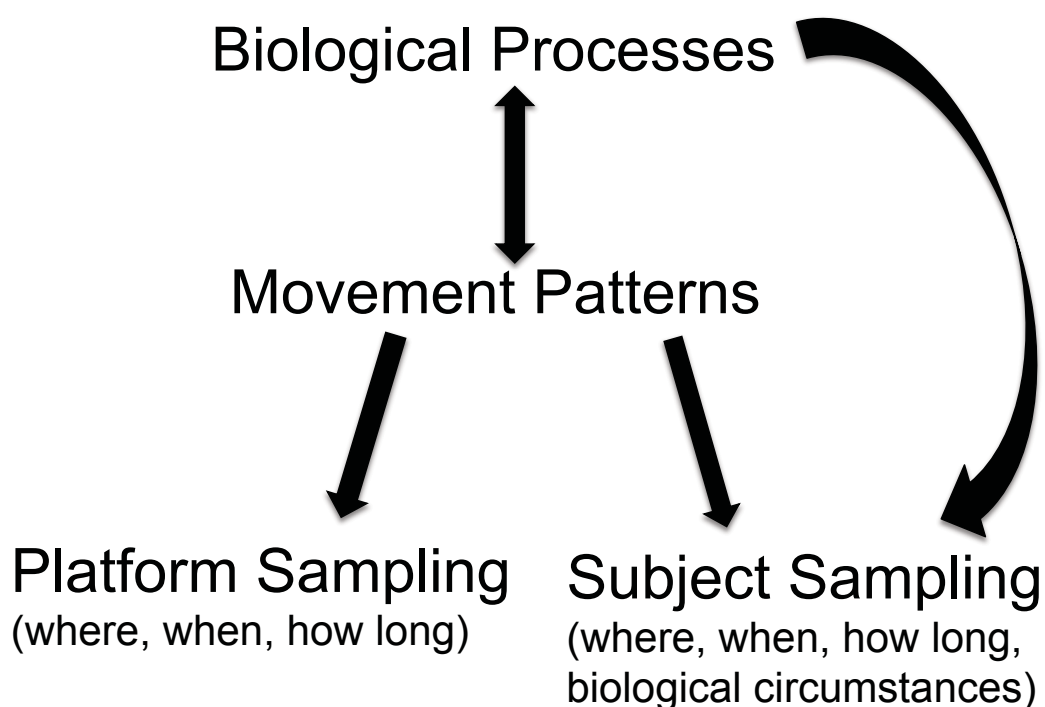 Biological Processes
Movement Patterns
Platform Sampling
(where, when, how long)
Subject Sampling
(where, when, how long,
biological circumstances)